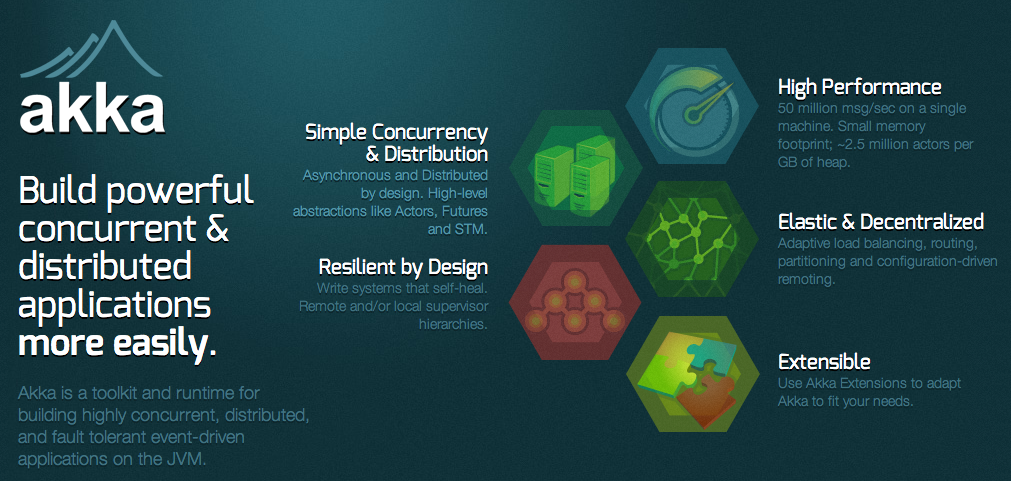 akka
Build powerful
concurrent &
distributed
applications
more easily.
Akka is a toolkit and runtime for
building highly concurrent, distributed,
and fault tolerant event-driven
applications on the JVM.
Simple Concurrency
& Distribution
Asynchronous and Distributed
by design. High-level
abstractions like Actors, Futures
and STM.
Resilient by Design
Write systems that self-heal.
Remote and/or local supervisor
hierarchies.
High Performance
50 million msg/sec on a single
machine. Small memory
footprint; ~2.5 million actors per
GB of heap.
Elastic & Decentralized
Adaptive load balancing, routing,
partitioning and configuration-driven
remoting.
Extensible
Use Akka Extensions to adapt
Akka to fit your needs.